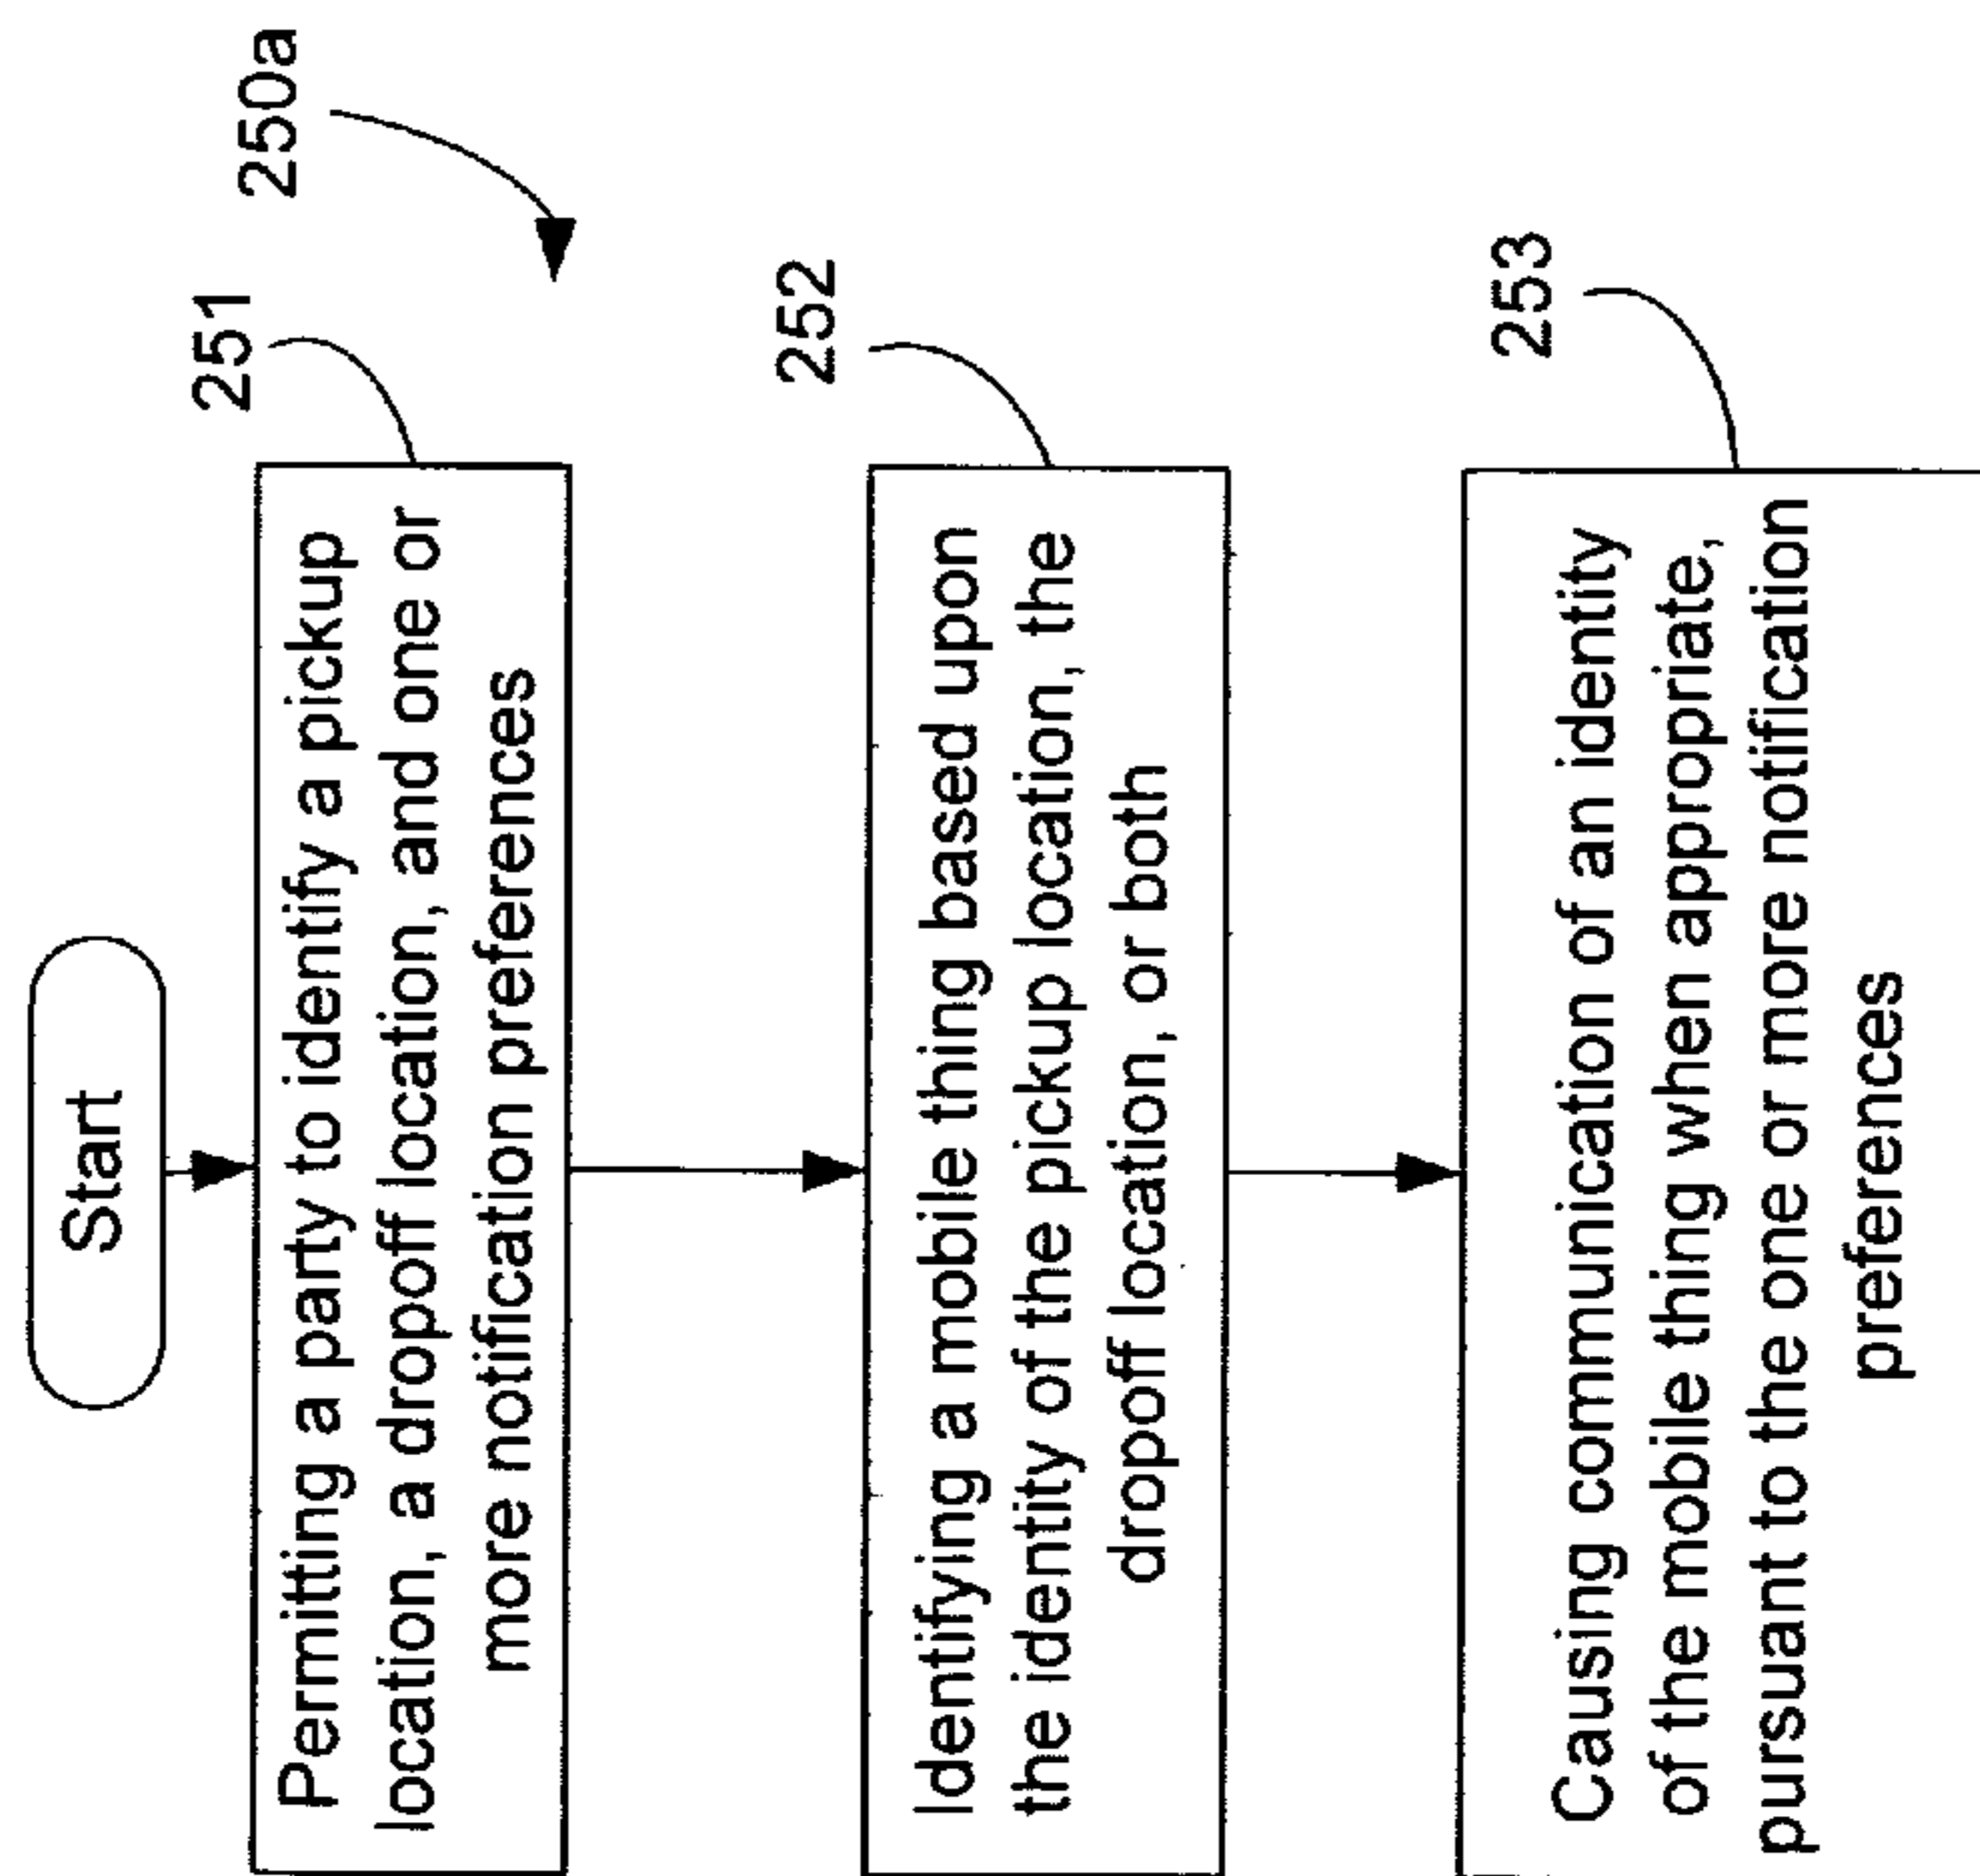 Start
250a
251
Permitting a party to identify a pickup
location, a dropoff location, and one or
more notification preferences
252
Identifying a mobile thing based upon
the identity of the pickup location, the
dropoff location, or both
253
Causing communication of an identity
of the mobile thing when appropriate,
pursuant to the one or more notification
preferences